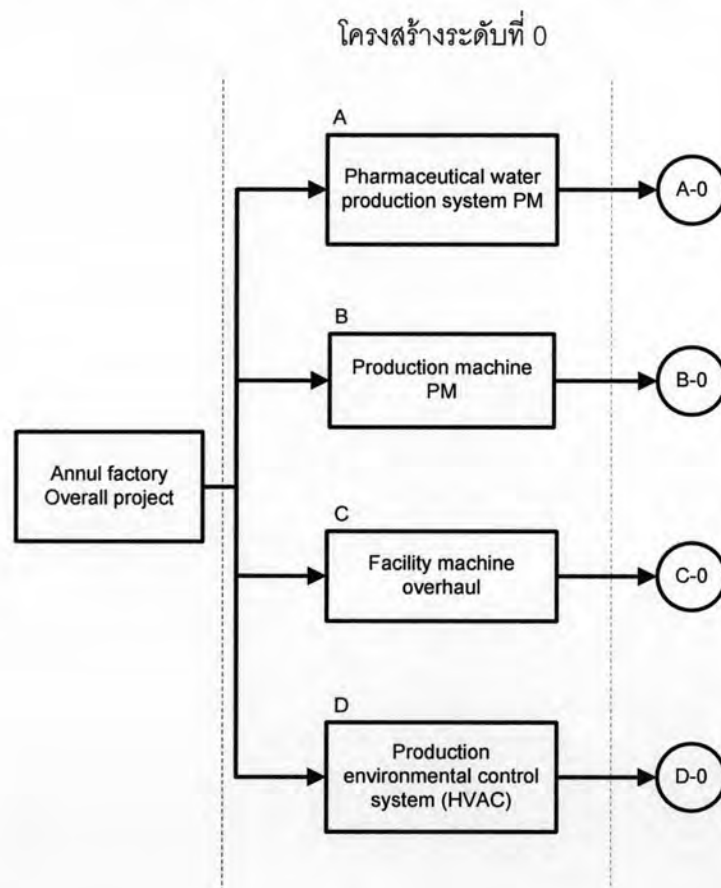 โครงสร้างระดับที่ 0
A
Pharmaceutical water
production system PM
A-0
B
Production machine
PM
B-0
Annul factory
Overall project
C
Facility machine
overhaul
C-0
D
Production
environmental control
system (HVAC)
D-0